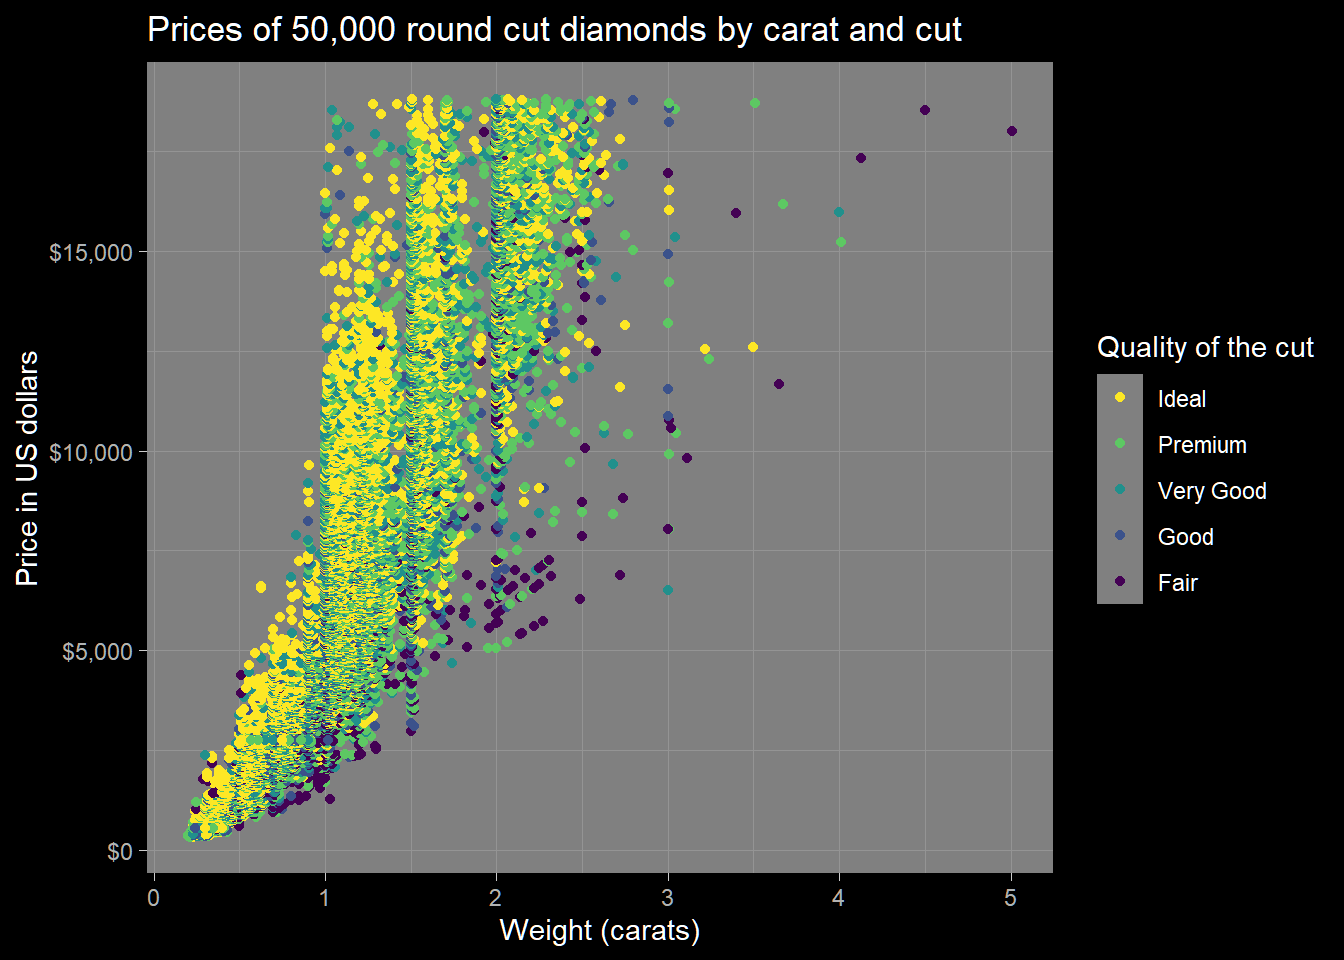 Prices of 50,000 round cut diamonds by carat and cut
Price in US dollars
$15,000
$10,000
$5,000
$0
0 1 2 3 4 5
Weight (carats)
Quality of the cut
Ideal
Premium
Very Good
Good
Fair